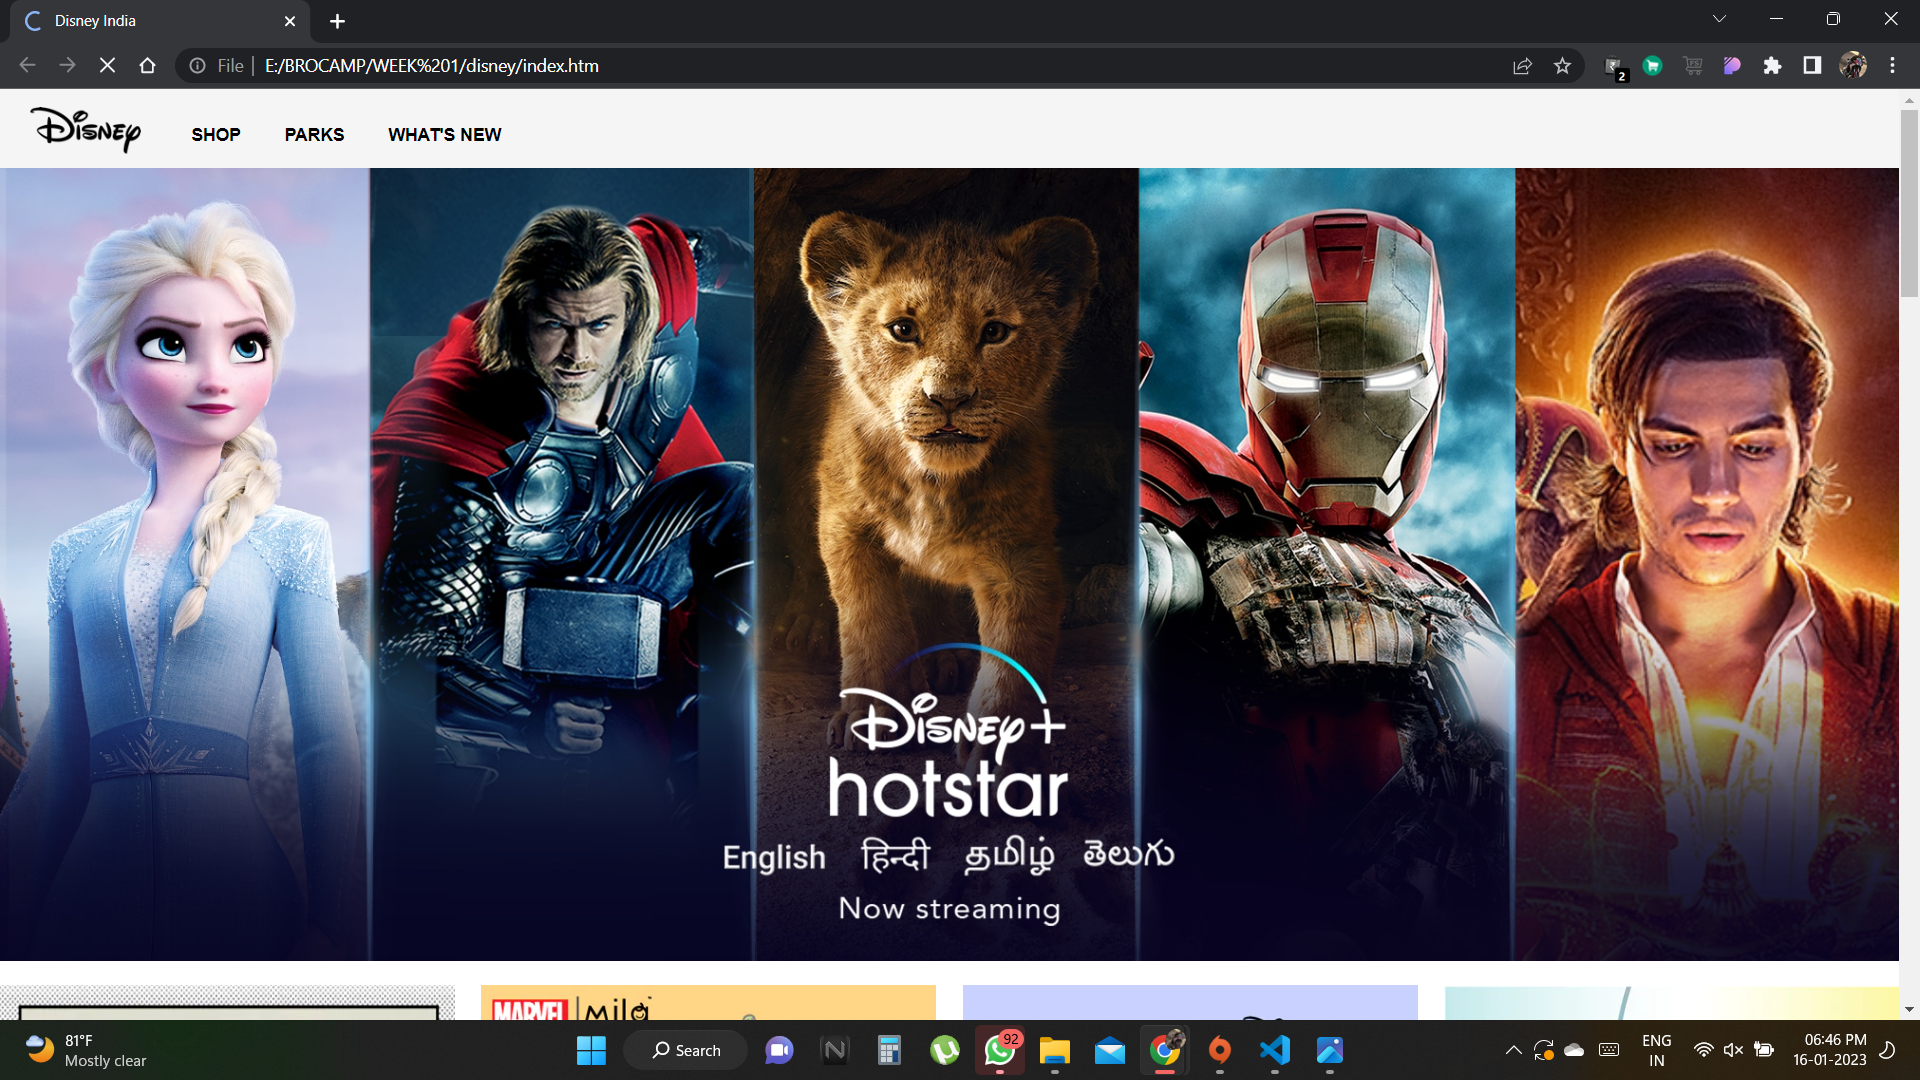 Disney India
File
E:/BROCAMP/WEEK%201/disney/index.htm
2
Disney
SHOP
PARKS
WHAT'S NEW
Disney+
hotstar
English हिन्दी தமிழ் తెలుగు
Now streaming
MARVEL | milo
81°F
Mostly clear
Search
92
ENG
IN
06:46 PM
16-01-2023